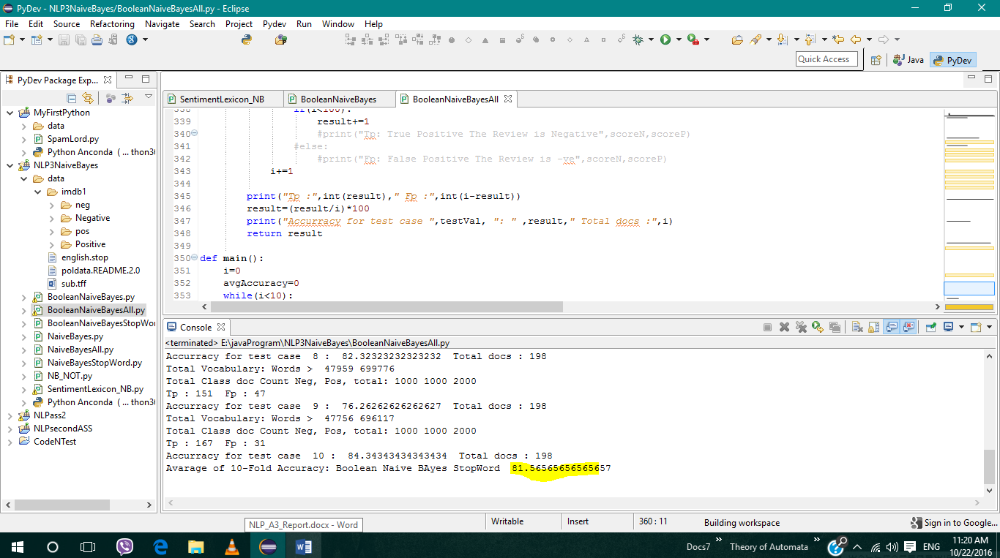 PyDev - NLP3NaiveBayes/BooleanNaiveBayesAll.py - Eclipse
File Edit Source Refactoring Navigate Search Project Pydev Run Window Help
Quick Access
Java
PyDev
PyDev Package Exp...
MyFirstPython
data
SpamLord.py
Python Anconda ( ... thon36
NLP3NaiveBayes
data
imdb1
neg
Negative
pos
Positive
english.stop
poldata.README.2.0
sub.tff
BooleanNaiveBayes.py
BooleanNaiveBayesAll.py
BooleanNaiveBayesStopWor
NaiveBayes.py
NaiveBayesAll.py
NaiveBayesStopWord.py
NB_NOT.py
SentimentLexicon_NB.py
Python Anconda ( ... thon36
NLPass2
NLPsecondASS
CodeNTest
SentimentLexicon_NB
BooleanNaiveBayes
BooleanNaiveBayesAll
338 if(i<100):
339 result+=1
340 #print("Tp: True Positive The Review is Negative",scoreN,scoreP)
341 #else:
342 #print("Fp: False Positive The Review is -ve",scoreN,scoreP)
343 i+=1
344
345 print("Tp :",int(result)," Fp :",int(i-result))
346 result=(result/i)*100
347 print("Accurracy for test case ",testVal, ": " ,result," Total docs :",i)
348 return result
349
350 def main():
351 i=0
352 avgAccuracy=0
353 while(i<10):
Console
<terminated> E:\javaProgram\NLP3NaiveBayes\BooleanNaiveBayesAll.py
Accurracy for test case 8 : 82.32323232323232 Total docs : 198
Total Vocabulary: Words > 47959 699776
Total Class doc Count Neg, Pos, total: 1000 1000 2000
Tp : 151 Fp : 47
Accurracy for test case 9 : 76.26262626262627 Total docs : 198
Total Vocabulary: Words > 47756 696117
Total Class doc Count Neg, Pos, total: 1000 1000 2000
Tp : 167 Fp : 31
Accurracy for test case 10 : 84.34343434343434 Total docs : 198
Avarage of 10-Fold Accuracy: Boolean Naive BAyes StopWord 81.56565656565657
NLP_A3_Report.docx - Word
Writable
Insert
360 : 11
Building workspace
Sign in to Google...
Docs7
Theory of Automata
ENG
11:20 AM
10/22/2016